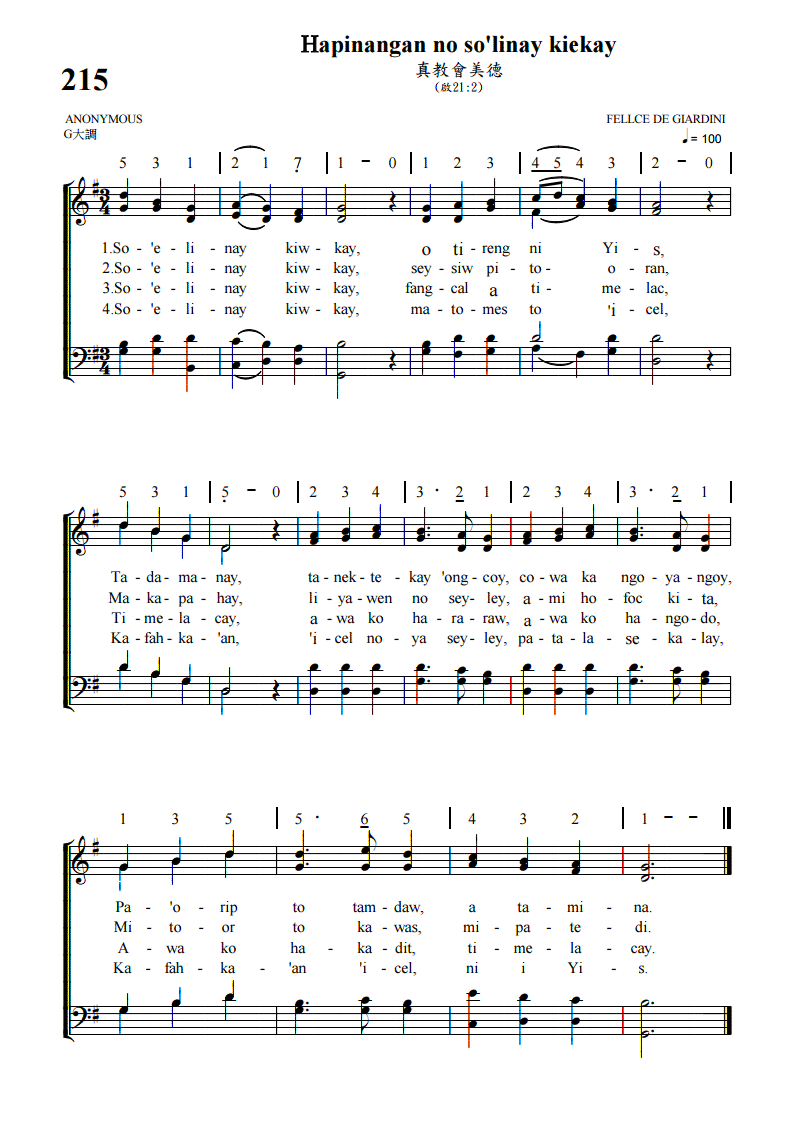 Hapinangan no so'linay kiekay
215
真教會美德
(啟21:2)
ANONYMOUS
FELLCE DE GIARDINI
G大調
♩ = 100
5 3 1 | 2 1 7̣ | 1 - 0 | 1 2 3 | 4 5 4 3 | 2 - 0 |
1.So - 'e - li - nay kiw - kay, o ti - reng ni Yi - s,
2.So - 'e - li - nay kiw - kay, sey - siw pi - to - o - ran,
3.So - 'e - li - nay kiw - kay, fang - cal a ti - me - lac,
4.So - 'e - li - nay kiw - kay, ma - to - mes to 'i - cel,
5 3 1 | 5̣ - 0 | 2 3 4 | 3 · 2 1 | 2 3 4 | 3 · 2 1 |
Ta - da - ma - nay, ta - nek - te - kay 'ong - coy, co - wa ka ngo - ya - ngoy,
Ma - ka - pa - hay, li - ya - wen no sey - ley, a - mi ho - foc ki - ta,
Ti - me - la - cay, a - wa ko ha - ra - raw, a - wa ko ha - ngo - do,
Ka - fah - ka - 'an, 'i - cel no - ya sey - ley, pa - ta - la - se - ka - lay,
1 3 5 | 5 · 6 5 | 4 3 2 | 1 - -
Pa - 'o - rip to tam - daw, a ta - mi - na.
Mi - to - or to ka - was, mi - pa - te - di.
A - wa ko ha - ka - dit, ti - me - la - cay.
Ka - fah - ka - 'an 'i - cel, ni i Yi - s.